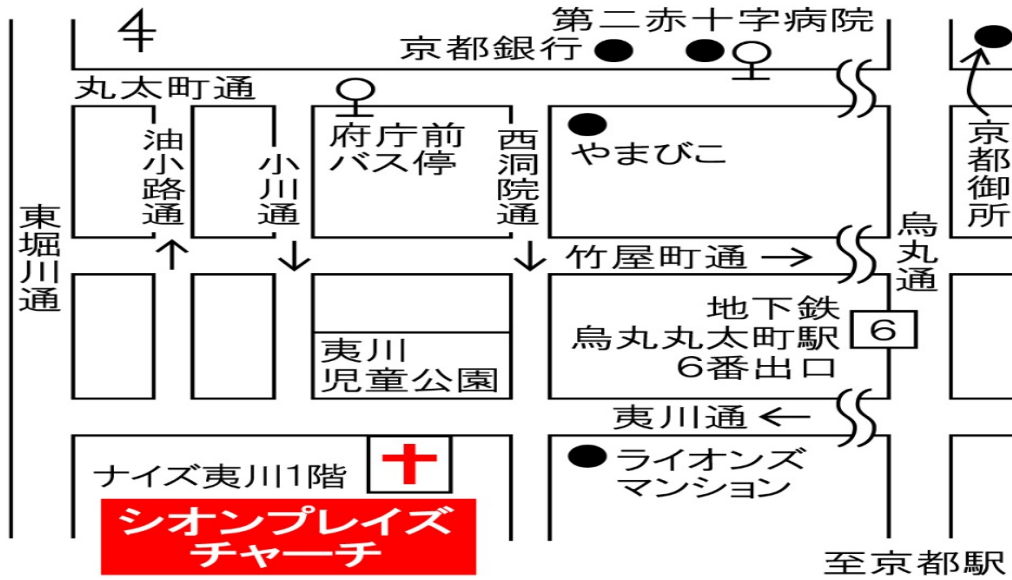 第二赤十字病院
京都銀行
丸太町通
府庁前
バス停
やまびこ
京都御所
油小路通
小川通
西洞院通
東堀川通
烏丸通
竹屋町通
地下鉄
烏丸丸太町駅
6番出口
6
夷川
児童公園
夷川通
ナイズ夷川1階
ライオンズ
マンション
シオンプレイズ
チャーチ
至京都駅